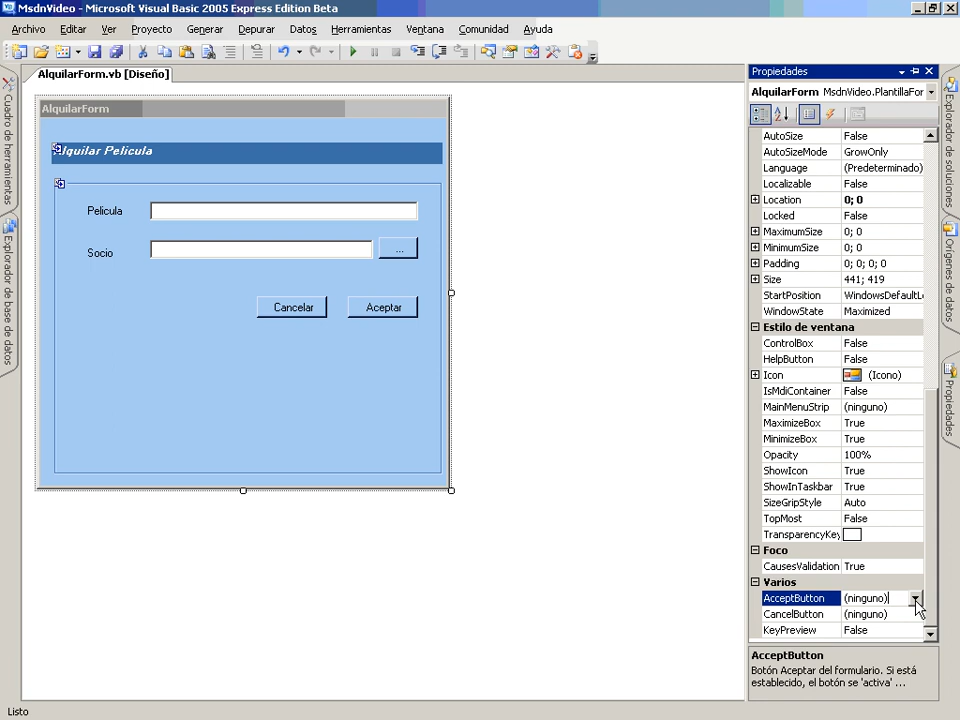 MsdnVideo - Microsoft Visual Basic 2005 Express Edition Beta
Archivo Editar Ver Proyecto Generar Depurar Datos Herramientas Ventana Comunidad Ayuda
Cuadro de herramientas
Explorador de base de datos
AlquilarForm.vb [Diseño]
AlquilarForm
Alquilar Pelicula
Pelicula
Socio
...
Cancelar Aceptar
Propiedades
AlquilarForm MsdnVideo.PlantillaFor
AutoSize False
AutoSizeMode GrowOnly
Language (Predeterminado)
Localizable False
Location 0; 0
Locked False
MaximumSize 0; 0
MinimumSize 0; 0
Padding 0; 0; 0; 0
Size 441; 419
StartPosition WindowsDefaultLo
WindowState Maximized
Estilo de ventana
ControlBox False
HelpButton False
Icon (Icono)
IsMdiContainer False
MainMenuStrip (ninguno)
MaximizeBox True
MinimizeBox True
Opacity 100%
ShowIcon True
ShowInTaskbar True
SizeGripStyle Auto
TopMost False
TransparencyKey
Foco
CausesValidation True
Varios
AcceptButton (ninguno)
CancelButton (ninguno)
KeyPreview False
AcceptButton
Botón Aceptar del formulario. Si está
establecido, el botón se 'activa' ...
Explorador de soluciones
Orígenes de datos
Propiedades
Listo